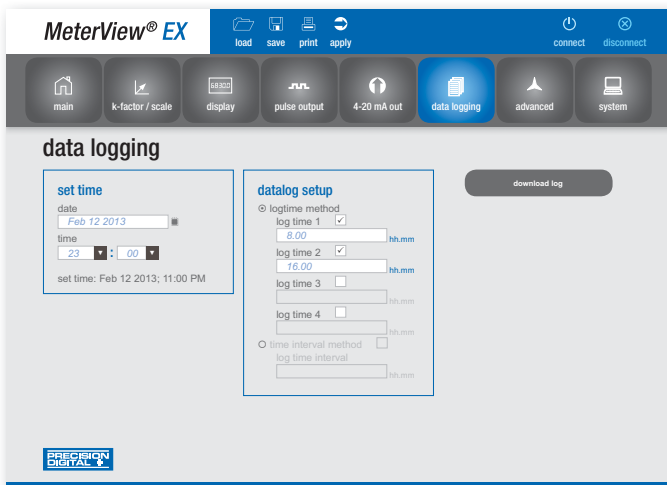 MeterView® EX
load save print apply
connect disconnect
68300
main k-factor / scale display pulse output 4-20 mA out data logging advanced system
data logging
set time
date
Feb 12 2013
time
23 : 00
set time: Feb 12 2013; 11:00 PM
datalog setup
logtime method
log time 1
8.00 hh.mm
log time 2
16.00 hh.mm
log time 3
hh.mm
log time 4
hh.mm
time interval method
log time interval
hh.mm
download log
PRECISION
DIGITAL